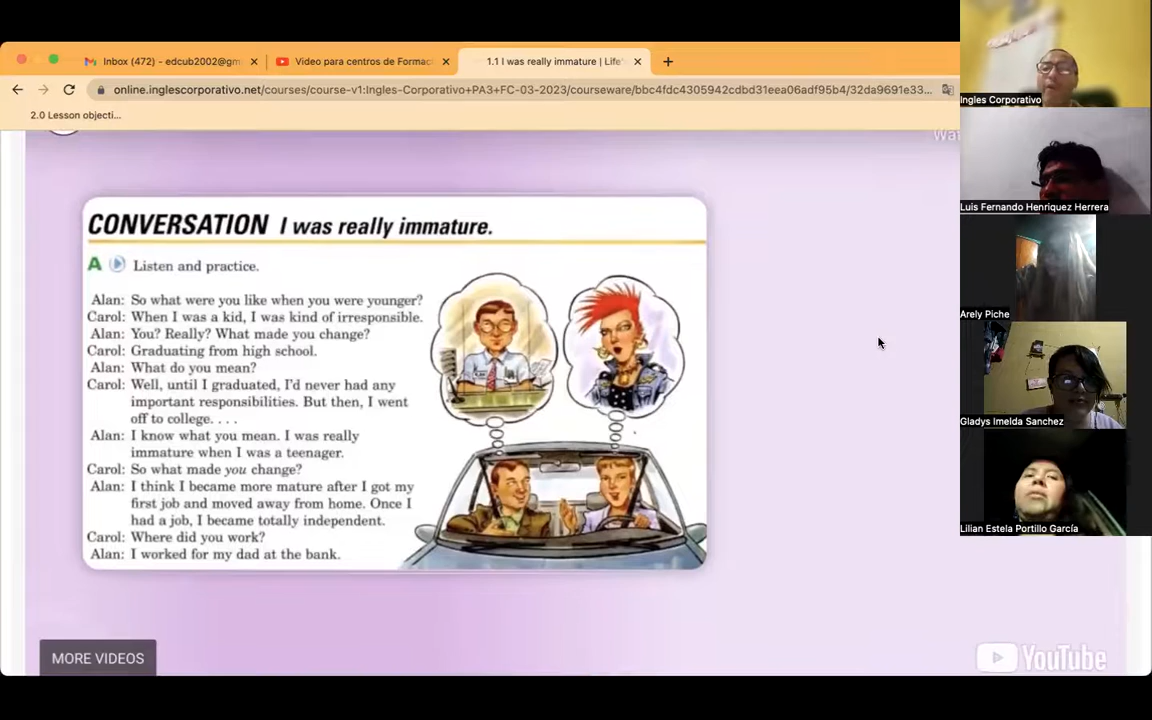 Inbox (472) - edcub2002@gm
Video para centros de Formaci
1.1 I was really immature | Life'
online.inglescorporativo.net/courses/course-v1:Ingles-Corporativo+PA3+FC-03-2023/courseware/bbc4fdc4305942cdbd31eea06adf95b4/32da9691e33...
2.0 Lesson objecti...
Wat
CONVERSATION I was really immature.
A Listen and practice.
Alan: So what were you like when you were younger?
Carol: When I was a kid, I was kind of irresponsible.
Alan: You? Really? What made you change?
Carol: Graduating from high school.
Alan: What do you mean?
Carol: Well, until I graduated, I'd never had any
important responsibilities. But then, I went
off to college. . . .
Alan: I know what you mean. I was really
immature when I was a teenager.
Carol: So what made you change?
Alan: I think I became more mature after I got my
first job and moved away from home. Once I
had a job, I became totally independent.
Carol: Where did you work?
Alan: I worked for my dad at the bank.
MORE VIDEOS
YouTube
Ingles Corporativo
Luis Fernando Henriquez Herrera
Arely Piche
Gladys Imelda Sanchez
Lilian Estela Portillo García